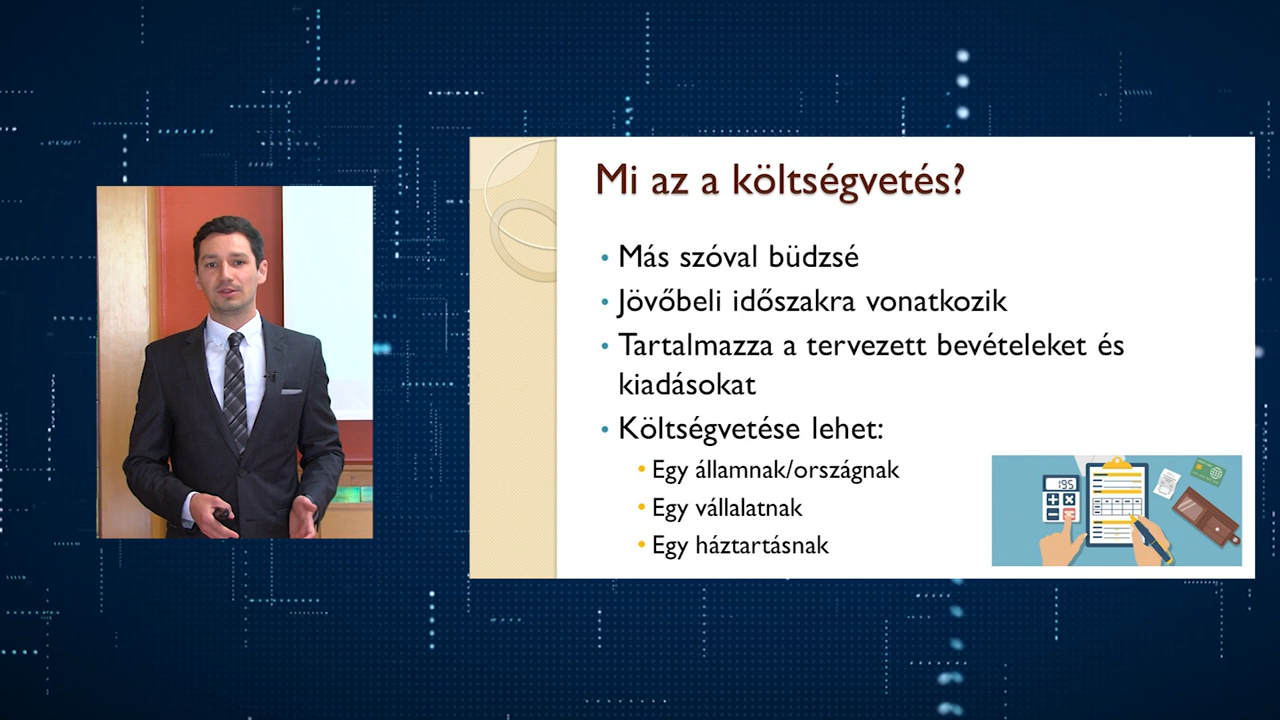 Mi az a költségvetés?
• Más szóval büdzsé
• Jövőbeli időszakra vonatkozik
• Tartalmazza a tervezett bevételeket és
kiadásokat
• Költségvetése lehet:
• Egy államnak/országnak
• Egy vállalatnak
• Egy háztartásnak
195